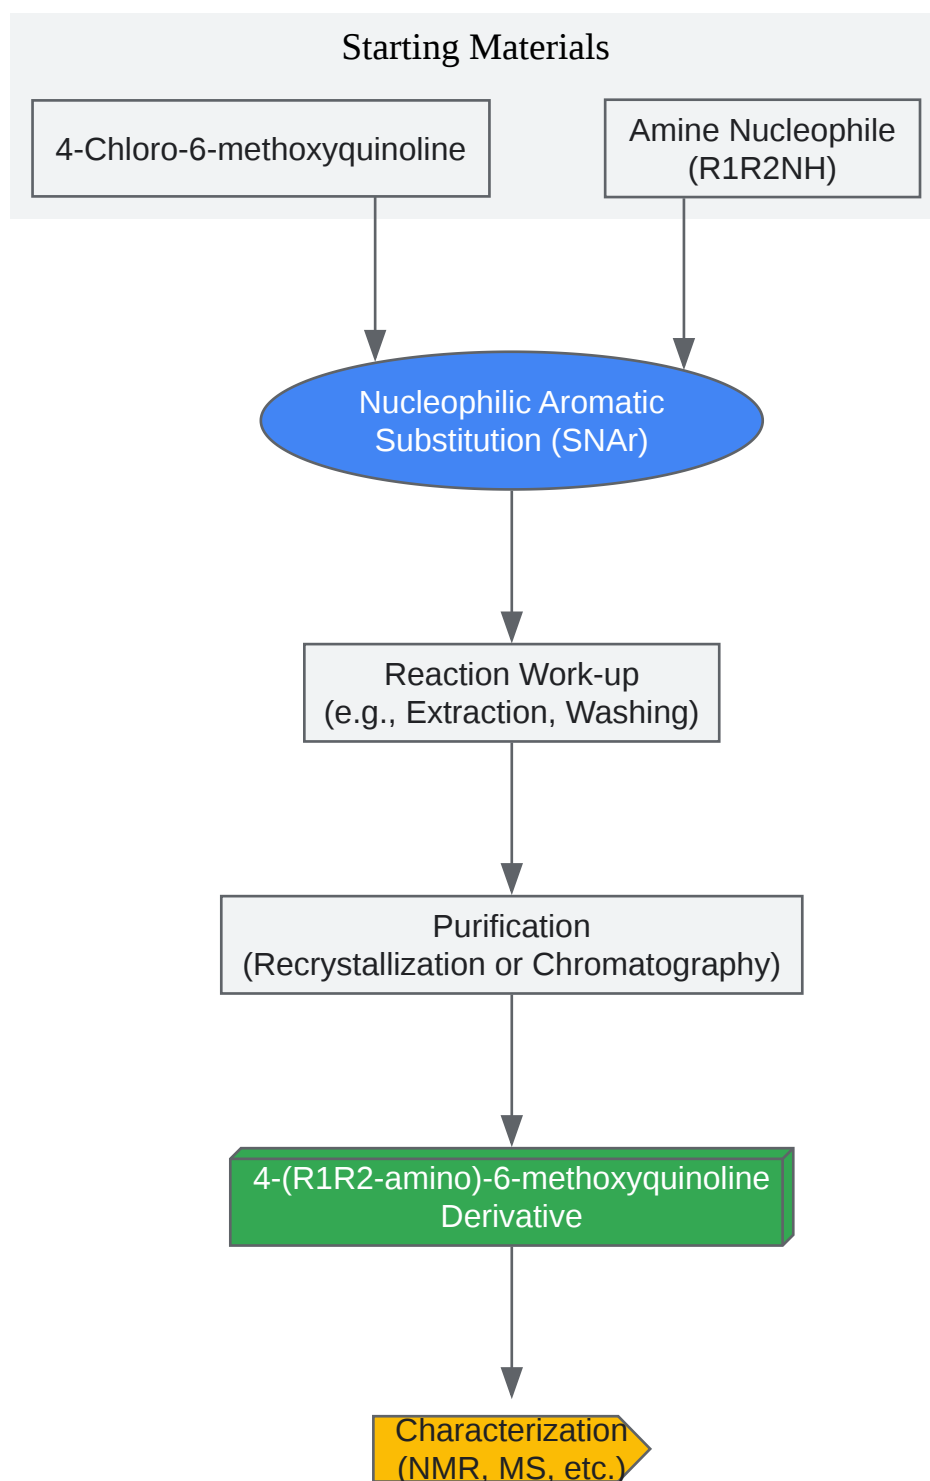 Starting Materials
4-Chloro-6-methoxyquinoline
Amine Nucleophile
(R1R2NH)
Nucleophilic Aromatic
Substitution (SNAr)
Reaction Work-up
(e.g., Extraction, Washing)
Purification
(Recrystallization or Chromatography)
4-(R1R2-amino)-6-methoxyquinoline
Derivative
Characterization
(NMR, MS, etc.)